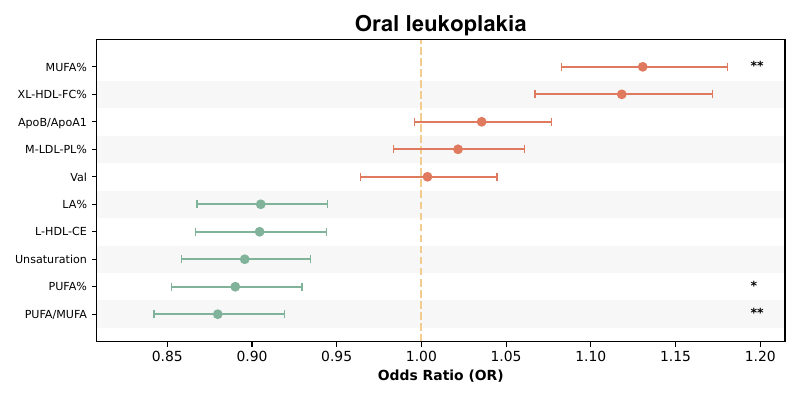 Oral leukoplakia
MUFA% **
XL-HDL-FC%
ApoB/ApoA1
M-LDL-PL%
Val
LA%
L-HDL-CE
Unsaturation
PUFA% *
PUFA/MUFA **
0.85 0.90 0.95 1.00 1.05 1.10 1.15 1.20
Odds Ratio (OR)